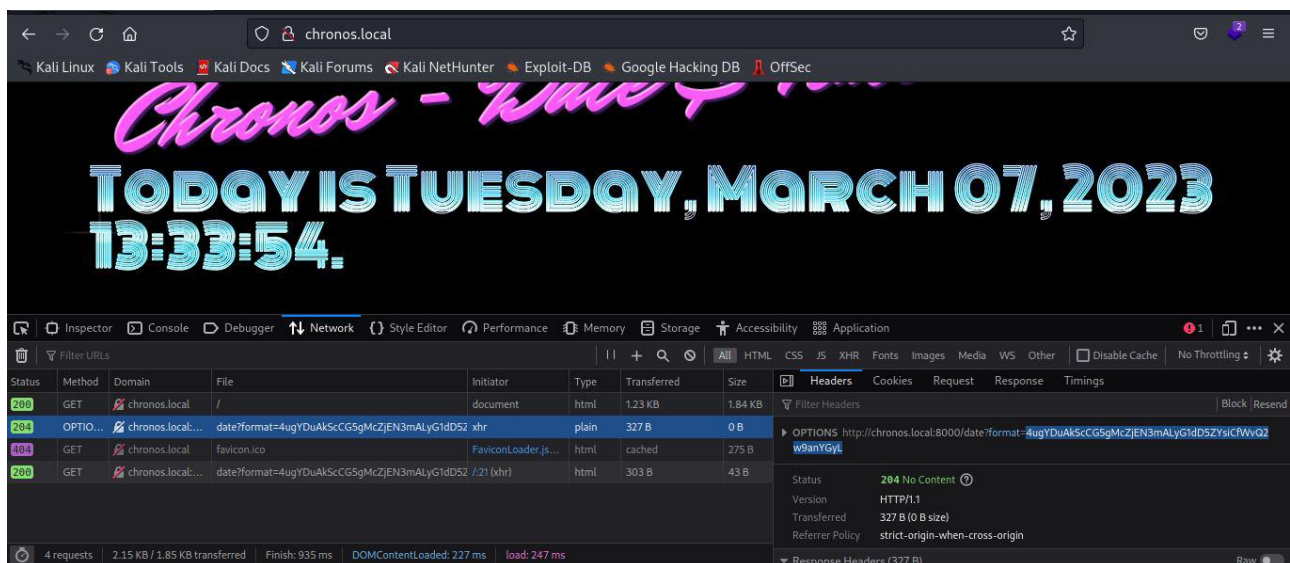 chronos.local
2
Kali Linux Kali Tools Kali Docs Kali Forums Kali NetHunter Exploit-DB Google Hacking DB OffSec
Chronos - Date &
Today is Tuesday, March 07, 2023
13:33:54.
Inspector Console Debugger Network Style Editor Performance Memory Storage Accessibility Application 1
Filter URLs All HTML CSS JS XHR Fonts Images Media WS Other Disable Cache No Throttling
Status Method Domain File Initiator Type Transferred Size Headers Cookies Request Response Timings
200 GET chronos.local / document html 1.23 KB 1.84 KB Filter Headers Block Resend
204 OPTIO... chronos.local:... date?format=4ugYDuAkScCG5gMcZjEN3mALyG1dD5Z xhr plain 327 B 0 B OPTIONS http://chronos.local:8000/date?format=4ugYDuAkScCG5gMcZjEN3mALyG1dD5ZYsiCfWvQ2
w9anYGyL
404 GET chronos.local favicon.ico FaviconLoader.js... html cached 275 B
200 GET chronos.local:... date?format=4ugYDuAkScCG5gMcZjEN3mALyG1dD5Z /:21 (xhr) html 303 B 43 B
Status 204 No Content
Version HTTP/1.1
Transferred 327 B (0 B size)
Referrer Policy strict-origin-when-cross-origin
4 requests 2.15 KB / 1.85 KB transferred Finish: 935 ms DOMContentLoaded: 227 ms load: 247 ms
Response Headers (327 B) Raw